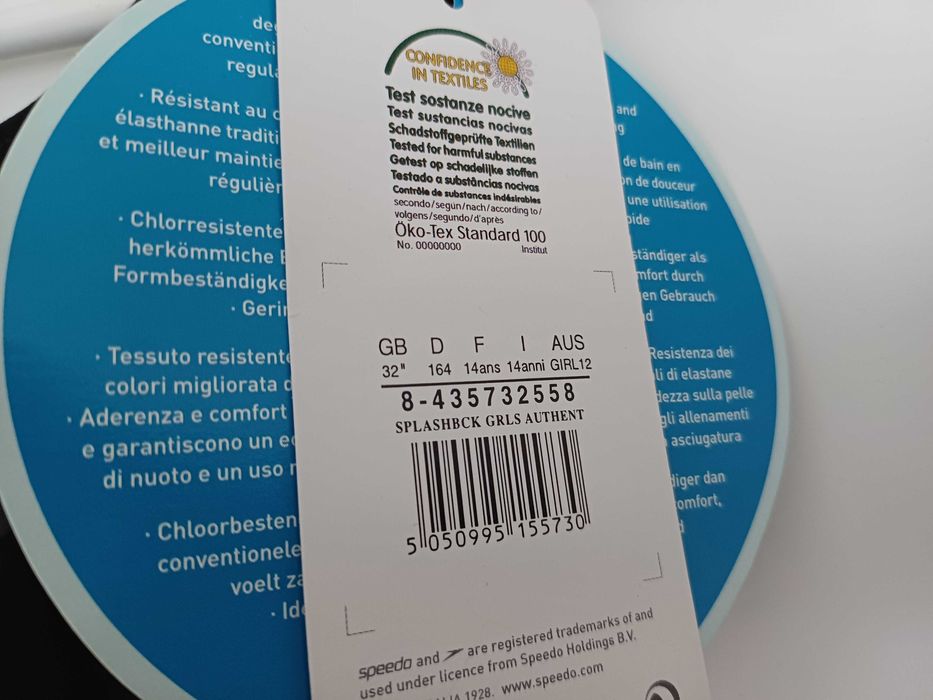 conventi
regul
· Résistant au
élasthanne traditi
et meilleur maintie
régulièr
· Chlorresistente
herkömmliche
Formbeständigke
· Gerin
· Tessuto resistente
colori migliorata
· Aderenza e comfort
e garantiscono un
di nuoto e un uso
· Chloorbesten
conventionele
voelt za
· Ide
CONFIDENCE
IN TEXTILES
Test sostanze nocive
Test sustancias nocivas
Schadstoffgeprüfte Textilien
Tested for harmful substances
Getest op schadelijke stoffen
Testado a substâncias nocivas
Contrôle de substances indésirables
secondo/segun/nach/according to/
volgens/segundo/d'après
Öko-Tex Standard 100
No. 00000000 Institut
GB D F I AUS
32" 164 14ans 14anni GIRL12
8-435732558
SPLASHBCK GRLS AUTHENT
5 050995 155730
speedo and are registered trademarks of and
used under licence from Speedo Holdings B.V.
1928. www.speedo.com
and
de bain en
de douceur
une utilisation
ständiger als
mfort durch
en Gebrauch
Resistenza dei
di elastane
dezza sulla pelle
gli allenamenti
asciugatura
diger dan
omfort,